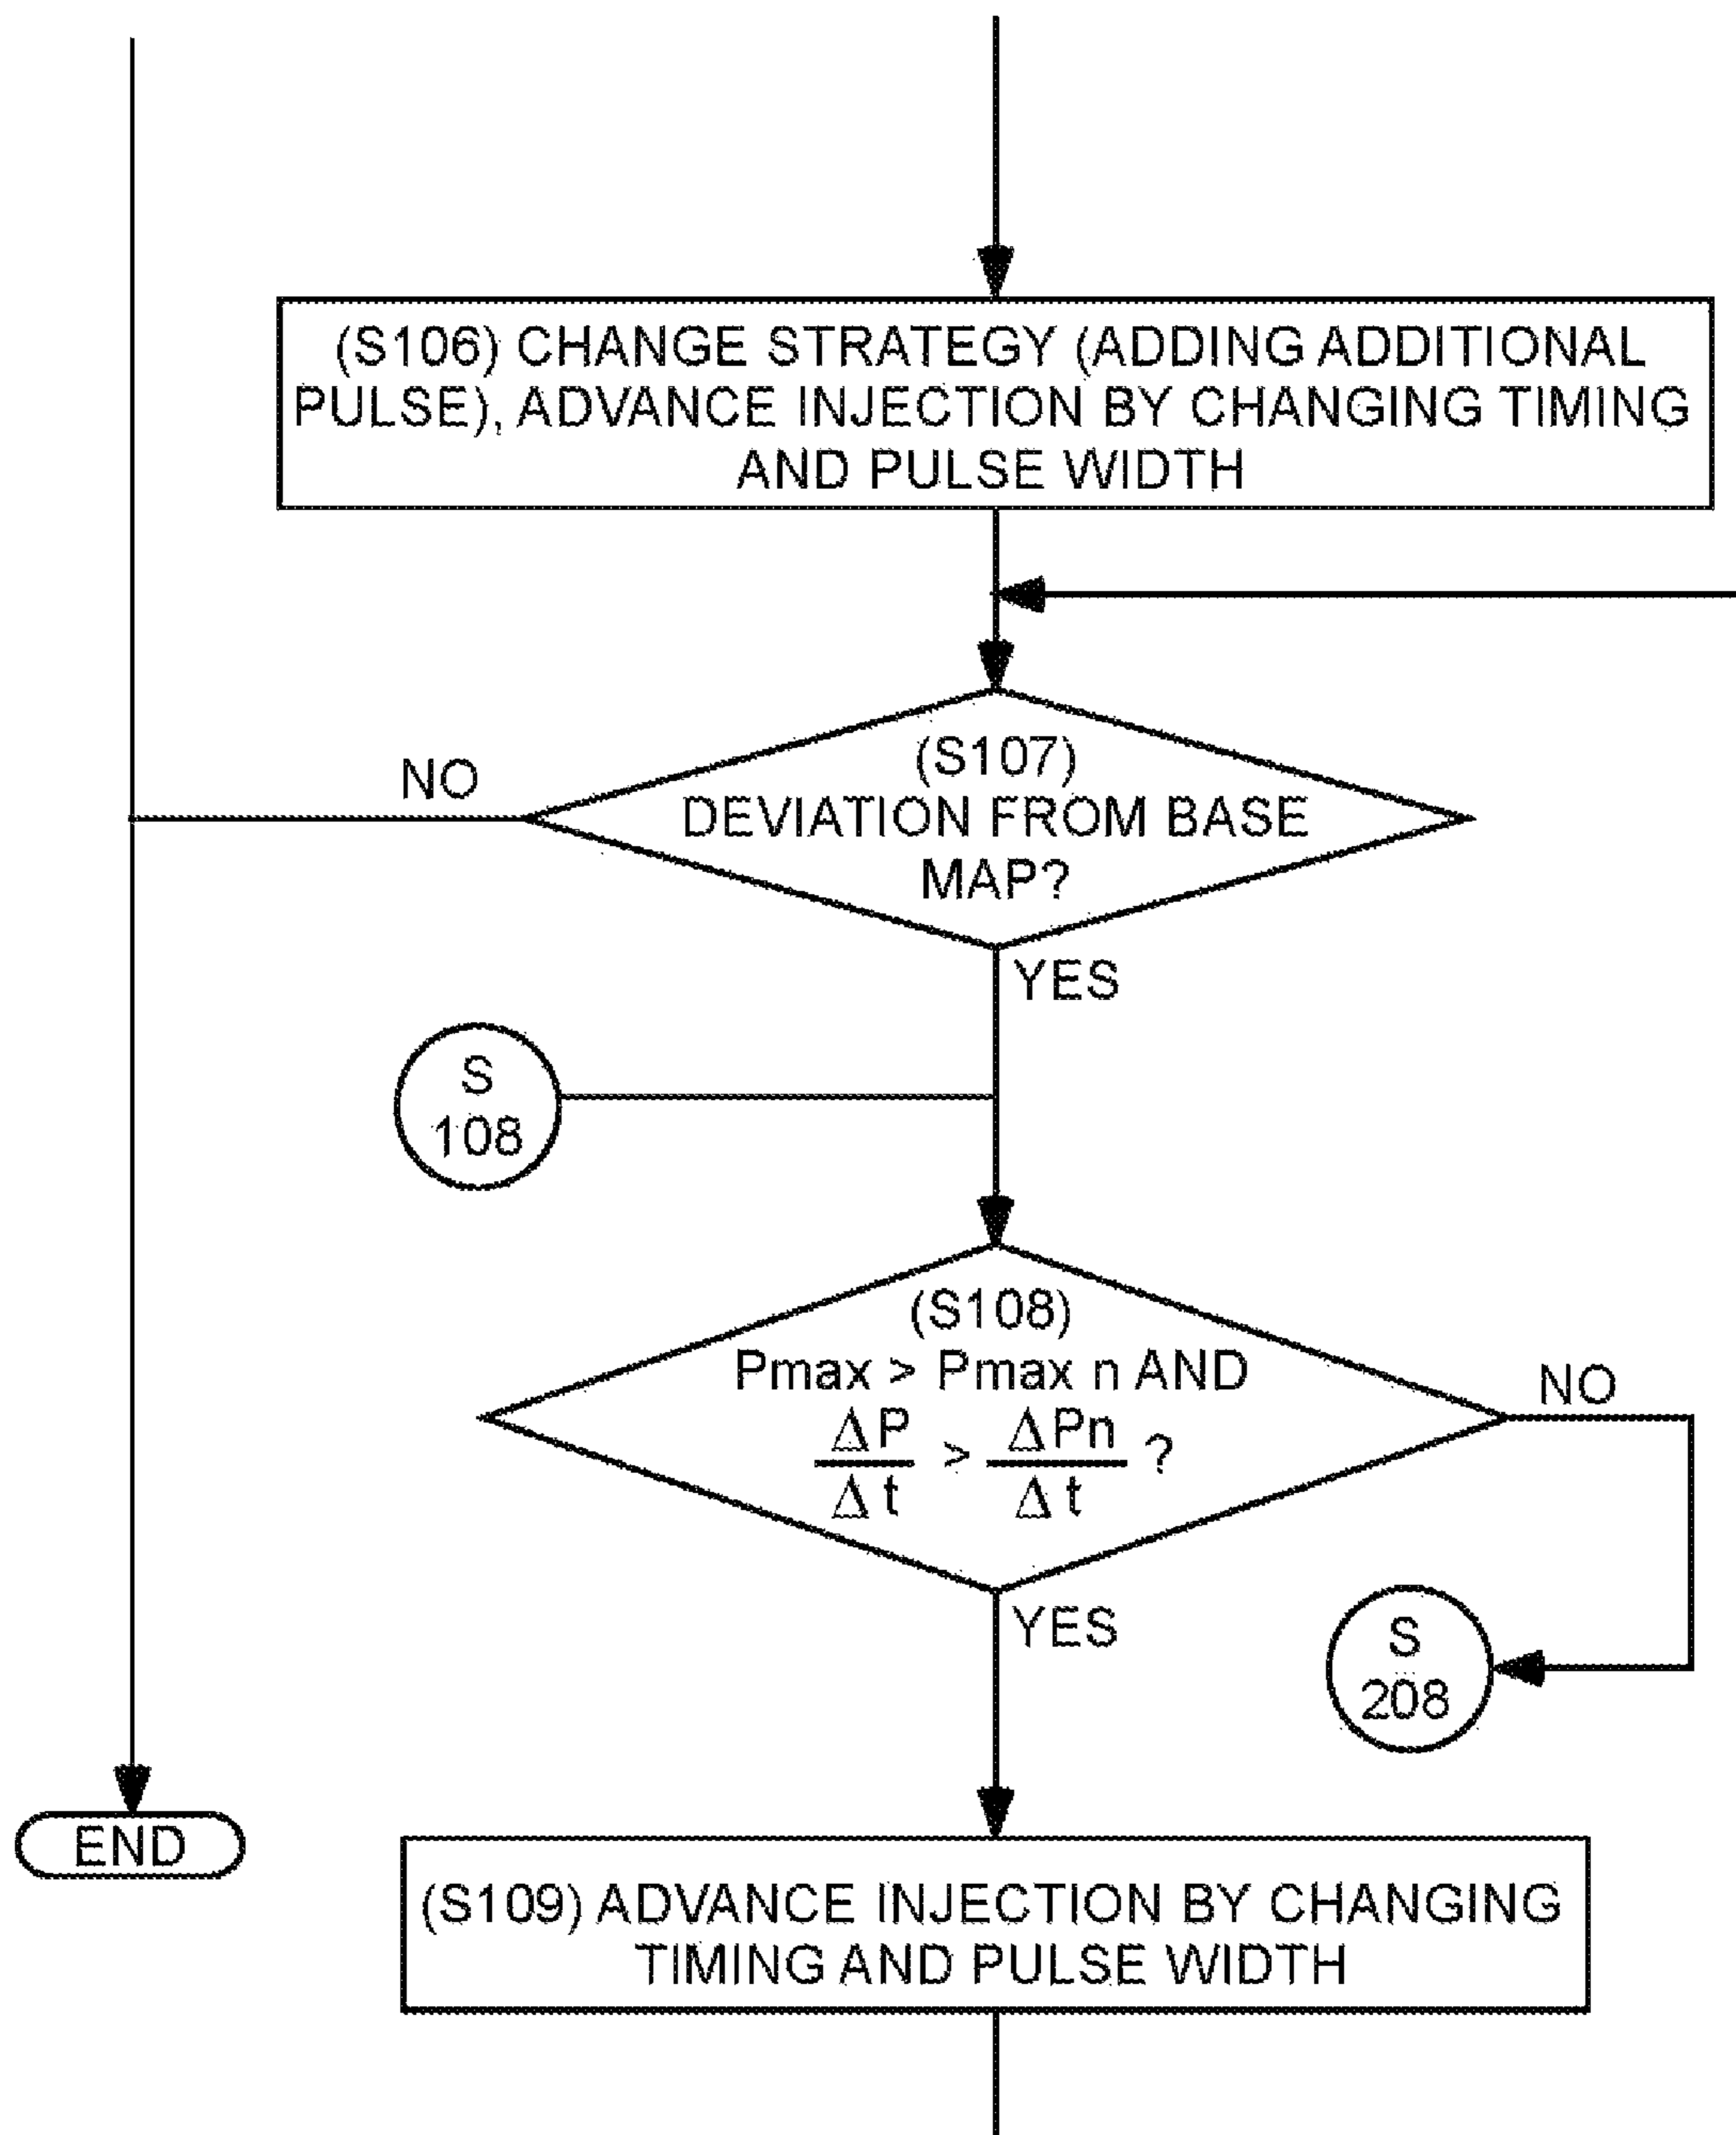 (S106) CHANGE STRATEGY (ADDING ADDITIONAL
PULSE), ADVANCE INJECTION BY CHANGING TIMING
AND PULSE WIDTH
(S107)
NO
DEVIATION FROM BASE
MAP?
YES
S
108
(S108)
Pmax > Pmax n AND
NO
ΔP/Δt > ΔPn/Δt ?
YES
S
208
END
(S109) ADVANCE INJECTION BY CHANGING
TIMING AND PULSE WIDTH